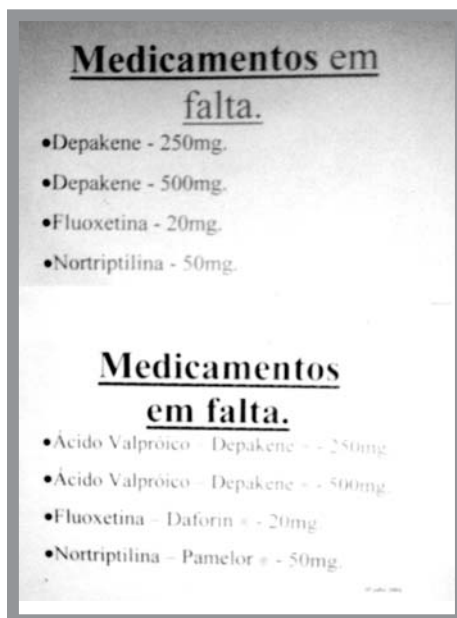 Medicamentos em
falta.
•Depakene - 250mg.
•Depakene - 500mg.
•Fluoxetina - 20mg.
•Nortriptilina - 50mg.
Medicamentos
em falta.
•Ácido Valpróico – Depakene ® - 250mg
•Ácido Valpróico – Depakene ® - 500mg.
•Fluoxetina – Daforin ® - 20mg
•Nortriptilina – Pamelor ® - 50mg.